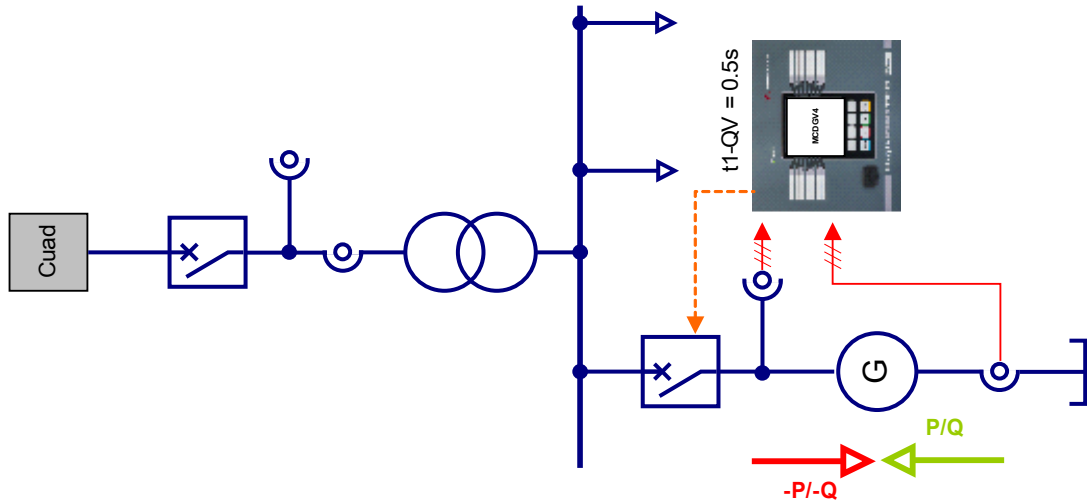 Cuad
t1-QV = 0.5s
MCDGV4
G
P/Q
-P/-Q